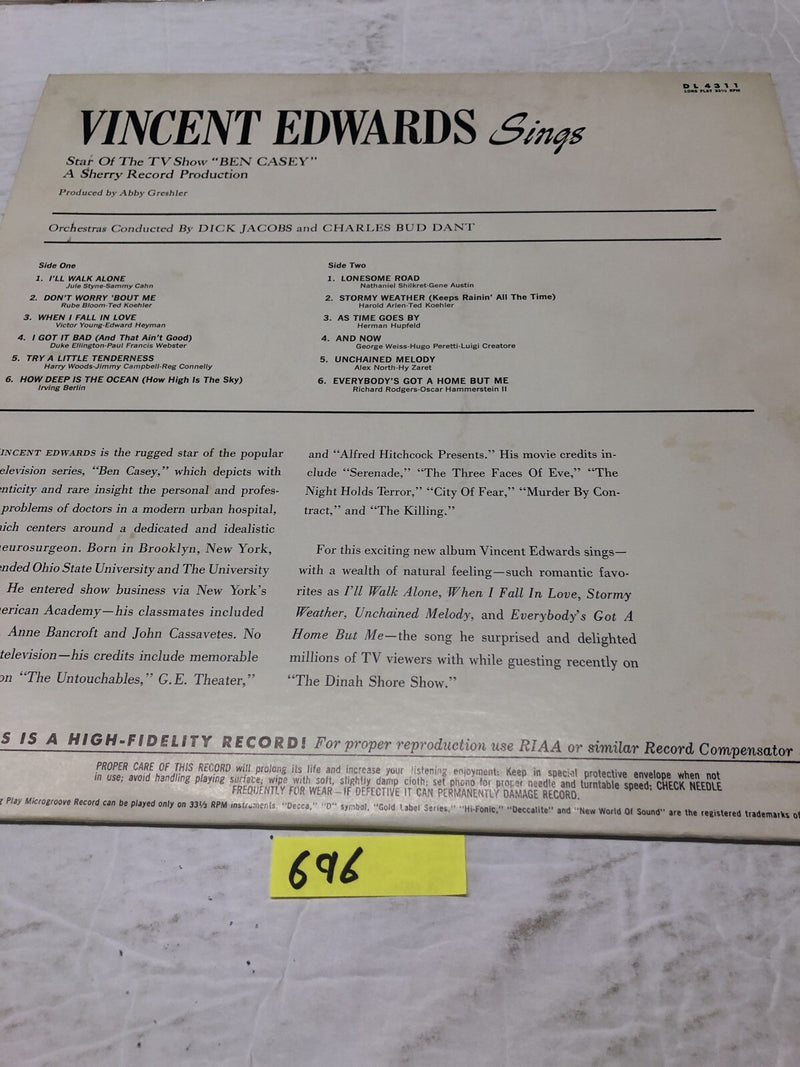 DL 4311
LONG PLAY 33⅓ RPM
VINCENT EDWARDS Sings
Star Of The TV Show "BEN CASEY"
A Sherry Record Production
Produced by Abby Greshler
Orchestras Conducted By DICK JACOBS and CHARLES BUD DANT
Side One
1. I'LL WALK ALONE
Jule Styne-Sammy Cahn
2. DON'T WORRY 'BOUT ME
Rube Bloom-Ted Koehler
3. WHEN I FALL IN LOVE
Victor Young-Edward Heyman
4. I GOT IT BAD (And That Ain't Good)
Duke Ellington-Paul Francis Webster
5. TRY A LITTLE TENDERNESS
Harry Woods-Jimmy Campbell-Reg Connelly
6. HOW DEEP IS THE OCEAN (How High Is The Sky)
Irving Berlin
Side Two
1. LONESOME ROAD
Nathaniel Shilkret-Gene Austin
2. STORMY WEATHER (Keeps Rainin' All The Time)
Harold Arlen-Ted Koehler
3. AS TIME GOES BY
Herman Hupfeld
4. AND NOW
George Weiss-Hugo Peretti-Luigi Creatore
5. UNCHAINED MELODY
Alex North-Hy Zaret
6. EVERYBODY'S GOT A HOME BUT ME
Richard Rodgers-Oscar Hammerstein II
INCENT EDWARDS is the rugged star of the popular
elevision series, "Ben Casey," which depicts with
nticity and rare insight the personal and profes-
problems of doctors in a modern urban hospital,
ich centers around a dedicated and idealistic
eurosurgeon. Born in Brooklyn, New York,
nded Ohio State University and The University
He entered show business via New York's
erican Academy—his classmates included
Anne Bancroft and John Cassavetes. No
television—his credits include memorable
on "The Untouchables," G.E. Theater,"
and "Alfred Hitchcock Presents." His movie credits in-
clude "Serenade," "The Three Faces Of Eve," "The
Night Holds Terror," "City Of Fear," "Murder By Con-
tract," and "The Killing."
For this exciting new album Vincent Edwards sings—
with a wealth of natural feeling—such romantic favo-
rites as I'll Walk Alone, When I Fall In Love, Stormy
Weather, Unchained Melody, and Everybody's Got A
Home But Me—the song he surprised and delighted
millions of TV viewers with while guesting recently on
"The Dinah Shore Show."
S IS A HIGH-FIDELITY RECORD! For proper reproduction use RIAA or similar Record Compensator
PROPER CARE OF THIS RECORD will prolong its life and increase your listening enjoyment: Keep in special protective envelope when not
in use; avoid handling playing surface; wipe with soft, slightly damp cloth; set phono for proper needle and turntable speed; CHECK NEEDLE
FREQUENTLY FOR WEAR—IF DEFECTIVE IT CAN PERMANENTLY DAMAGE RECORD.
Play Microgroove Record can be played only on 33⅓ RPM instruments. "Decca," "D" symbol, "Gold Label Series," "Hi-Fonic," "Deccalite" and "New World Of Sound" are the registered trademarks of
696